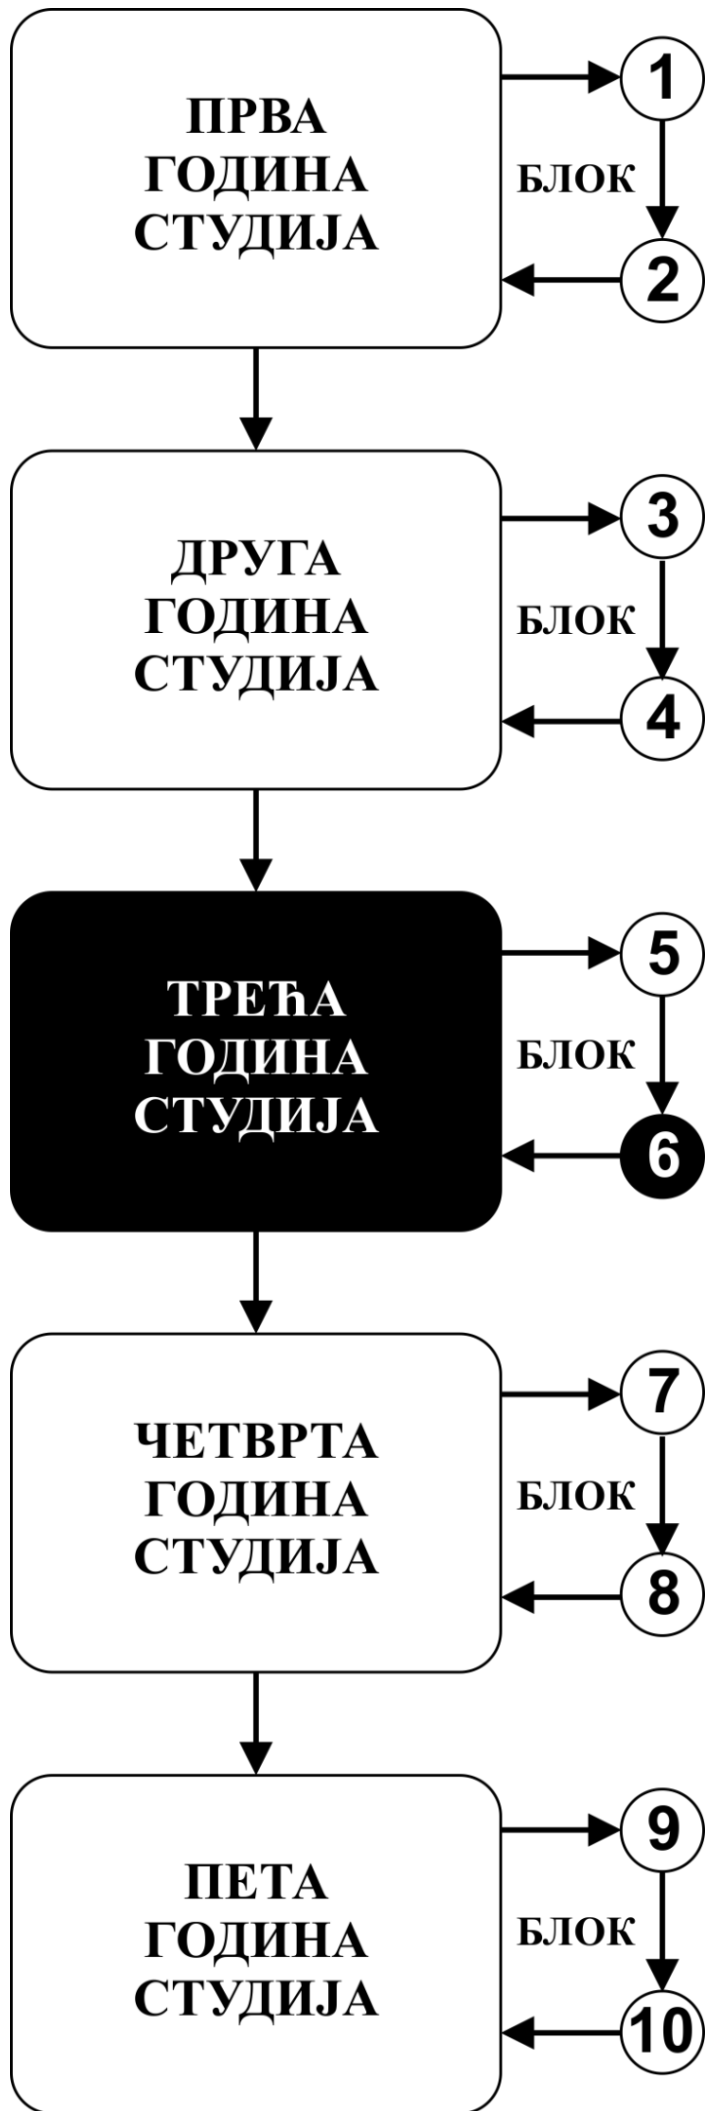 ПРВА
ГОДИНА
СТУДИЈА
1
БЛОК
2
ДРУГА
ГОДИНА
СТУДИЈА
3
БЛОК
4
ТРЕЋА
ГОДИНА
СТУДИЈА
5
БЛОК
6
ЧЕТВРТА
ГОДИНА
СТУДИЈА
7
БЛОК
8
ПЕТА
ГОДИНА
СТУДИЈА
9
БЛОК
10